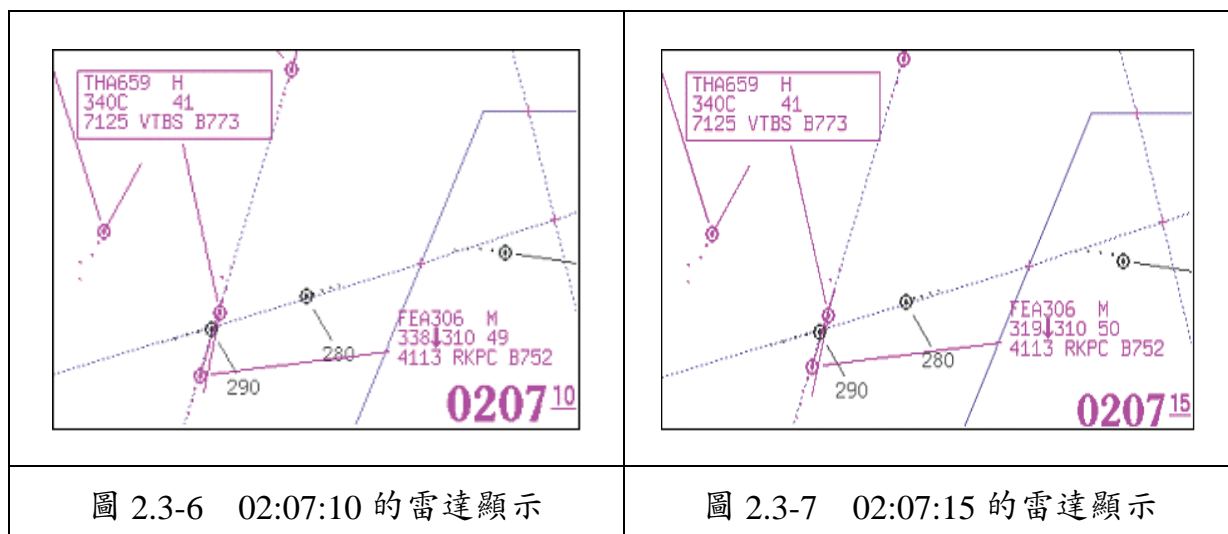 THA659 H
340C 41
7125 VTBS B773
FEA306 M
338↓310 49
4113 RKPC B752
280
290
0207 10
THA659 H
340C 41
7125 VTBS B773
FEA306 M
319↓310 50
4113 RKPC B752
280
290
0207 15
圖 2.3-6 02:07:10 的雷達顯示
圖 2.3-7 02:07:15 的雷達顯示